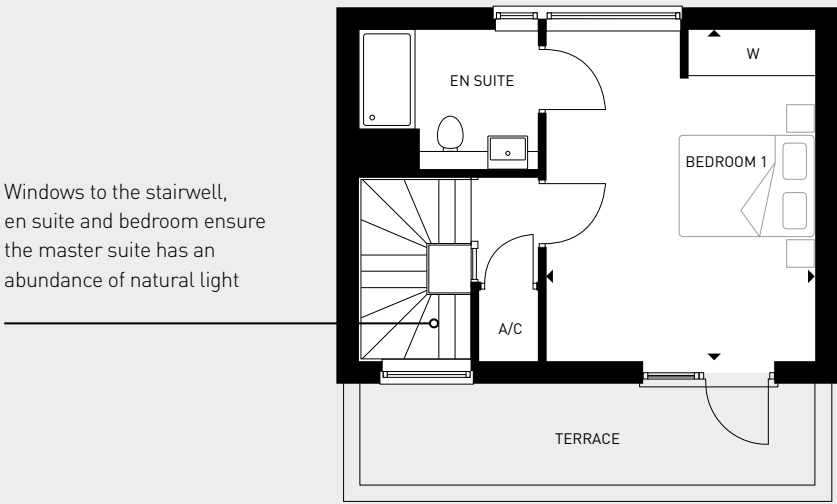 W
EN SUITE
BEDROOM 1
Windows to the stairwell,
en suite and bedroom ensure
the master suite has an
abundance of natural light
A/C
TERRACE